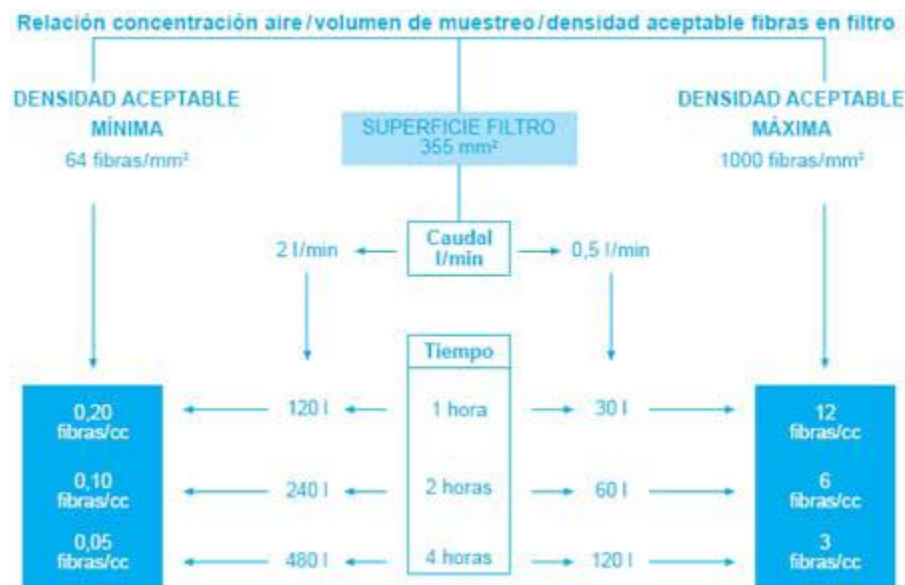 Relación concentración aire/volumen de muestreo/densidad aceptable fibras en filtro
DENSIDAD ACEPTABLE
MÍNIMA
64 fibras/mm²
SUPERFICIE FILTRO
355 mm²
DENSIDAD ACEPTABLE
MÁXIMA
1000 fibras/mm²
2 l/min
Caudal
l/min
0,5 l/min
Tiempo
0,20
fibras/cc
120 l
1 hora
30 l
12
fibras/cc
0,10
fibras/cc
240 l
2 horas
60 l
6
fibras/cc
0,05
fibras/cc
480 l
4 horas
120 l
3
fibras/cc